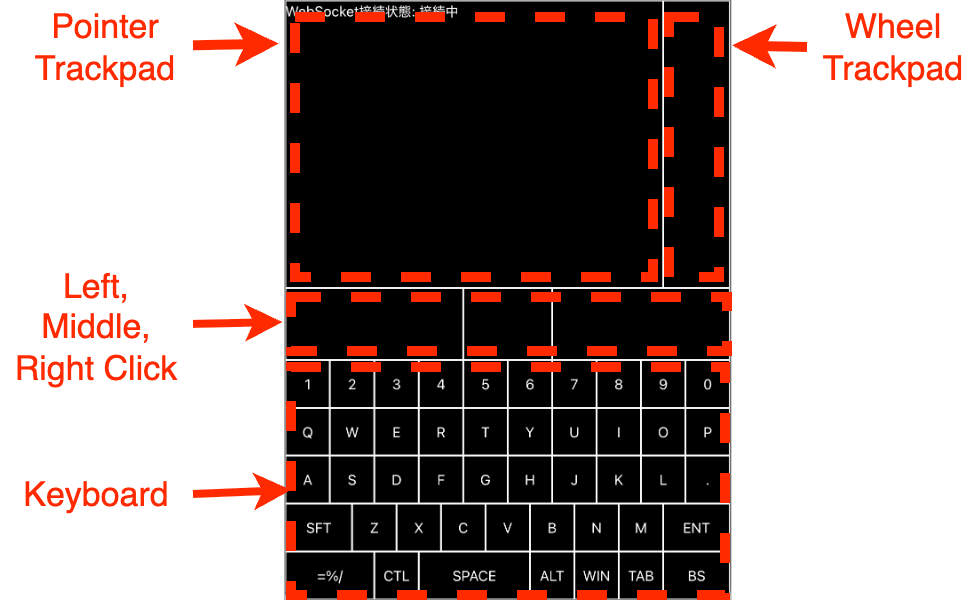 Pointer
Trackpad
WebSocket接続状態: 接続中
Wheel
Trackpad
Left,
Middle,
Right Click
Keyboard
1 2 3 4 5 6 7 8 9 0
Q W E R T Y U I O P
A S D F G H J K L .
SFT Z X C V B N M ENT
=%/ CTL SPACE ALT WIN TAB BS